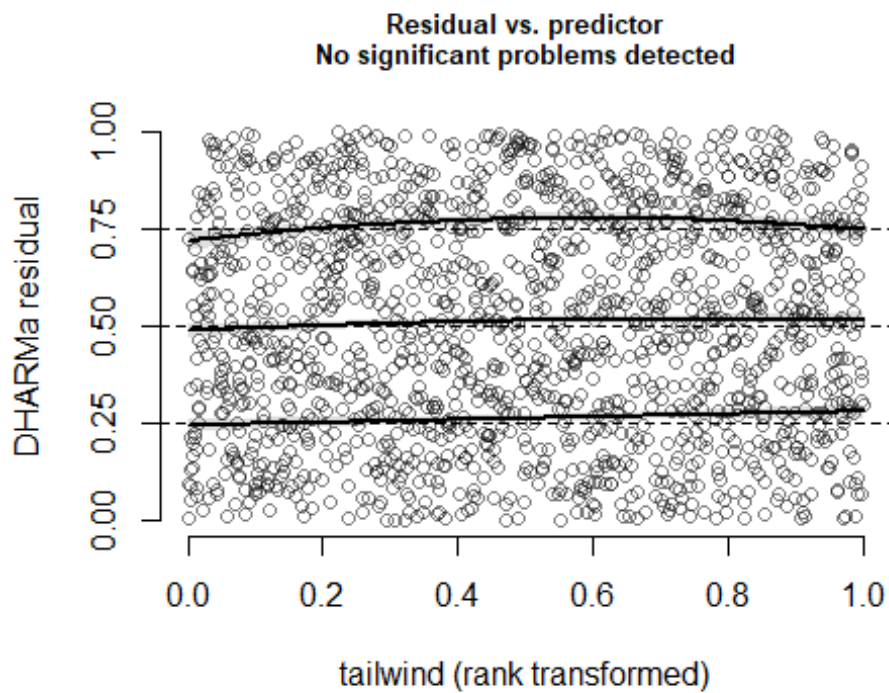 Residual vs. predictor
No significant problems detected
DHARMa residual
1.00
0.75
0.50
0.25
0.00
0.0 0.2 0.4 0.6 0.8 1.0
tailwind (rank transformed)